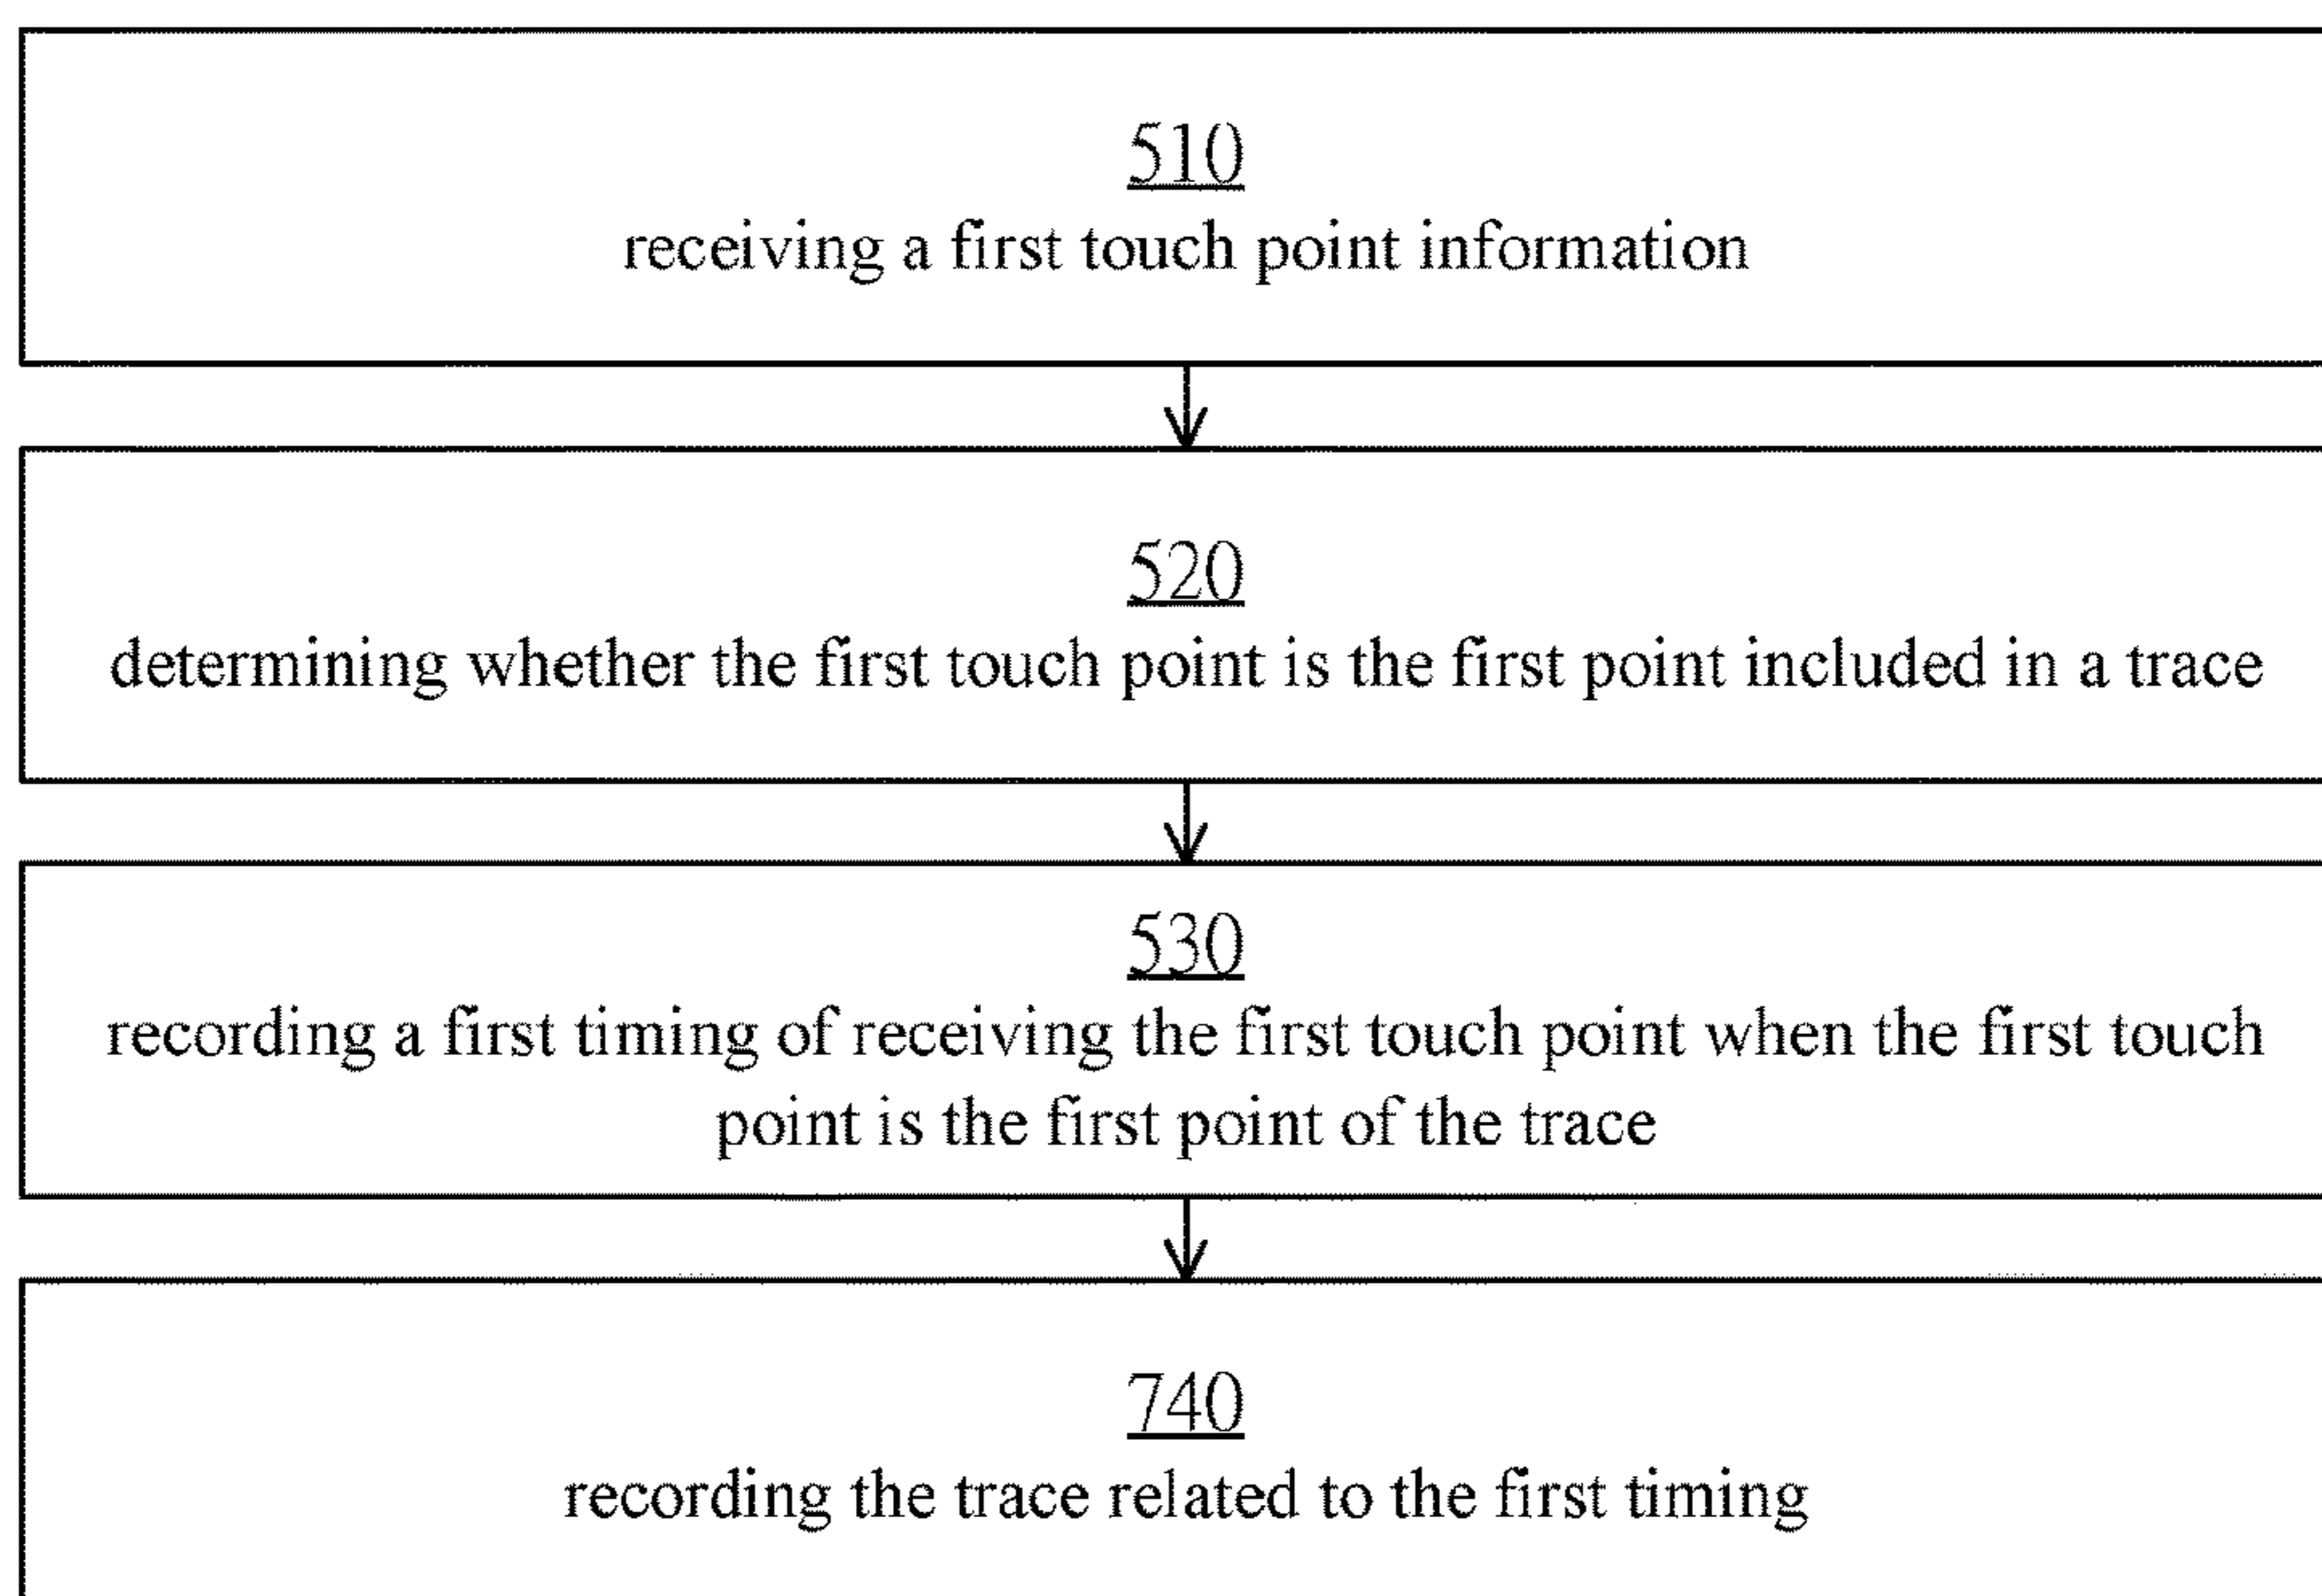 510
receiving a first touch point information
520
determining whether the first touch point is the first point included in a trace
530
recording a first timing of receiving the first touch point when the first touch
point is the first point of the trace
740
recording the trace related to the first timing